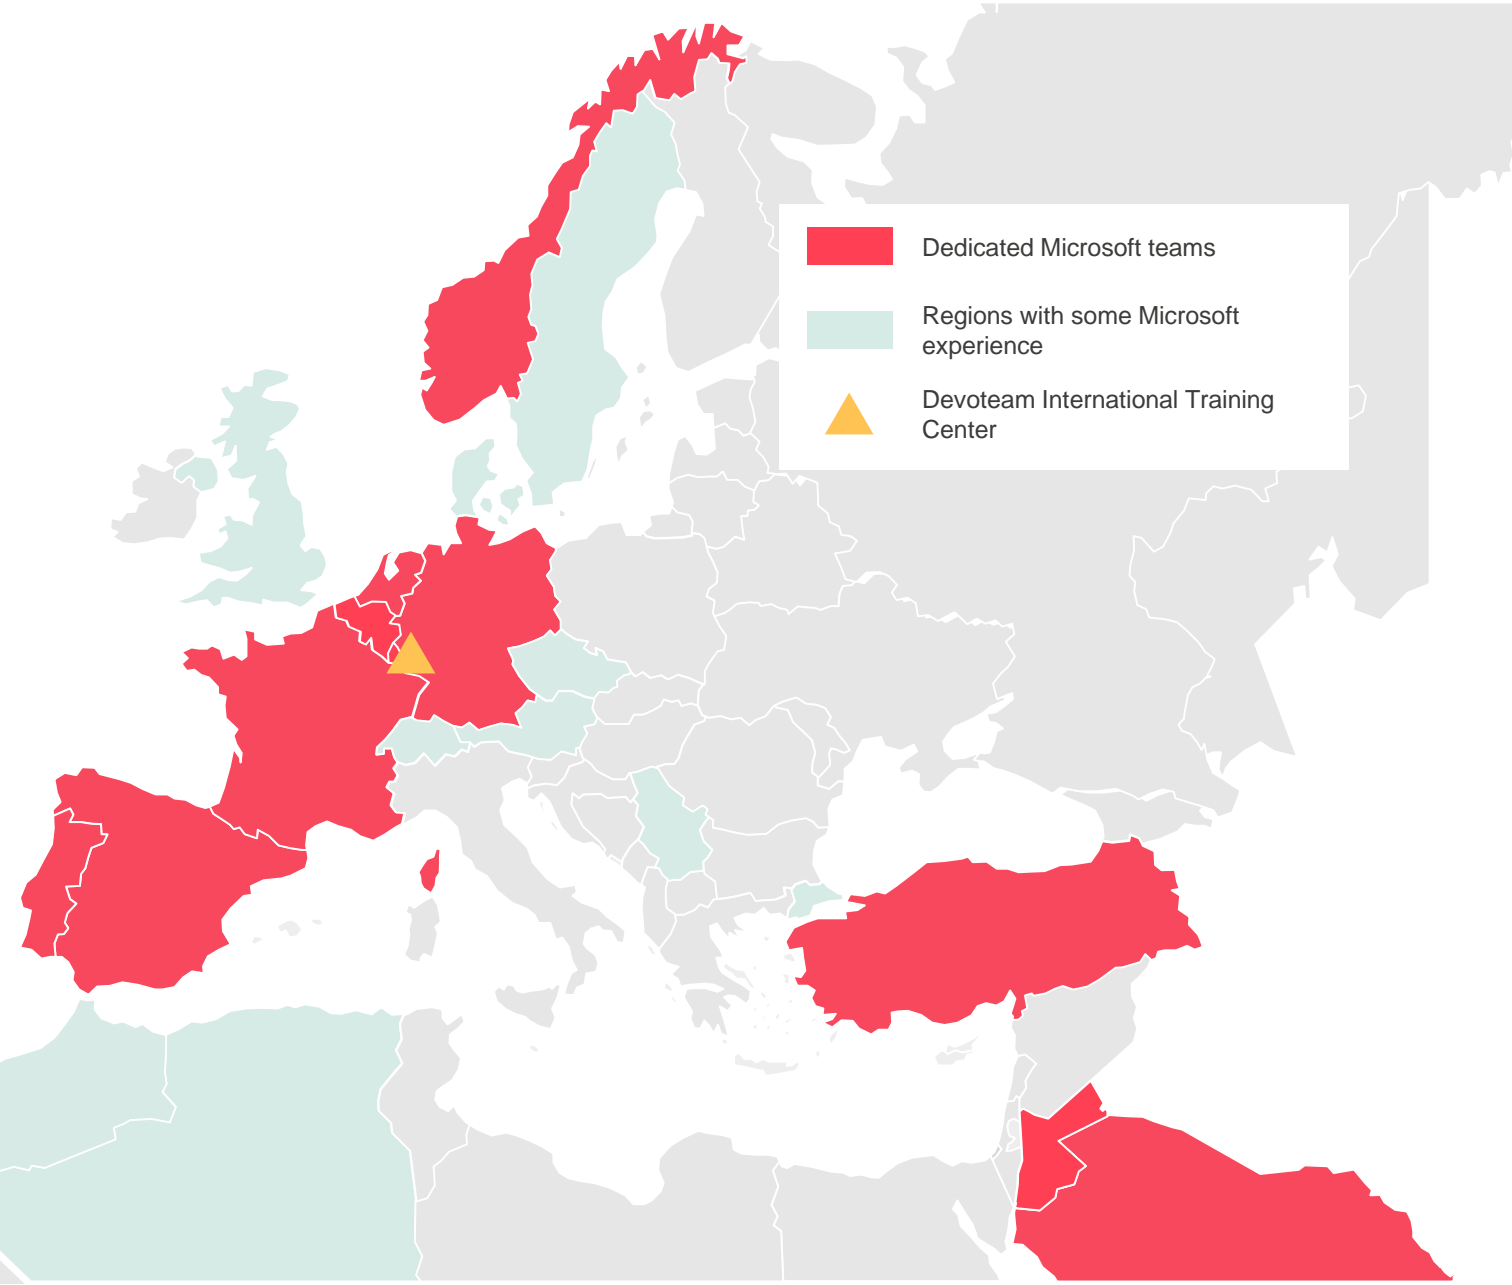 Dedicated Microsoft teams
Regions with some Microsoft
experience
Devoteam International Training
Center